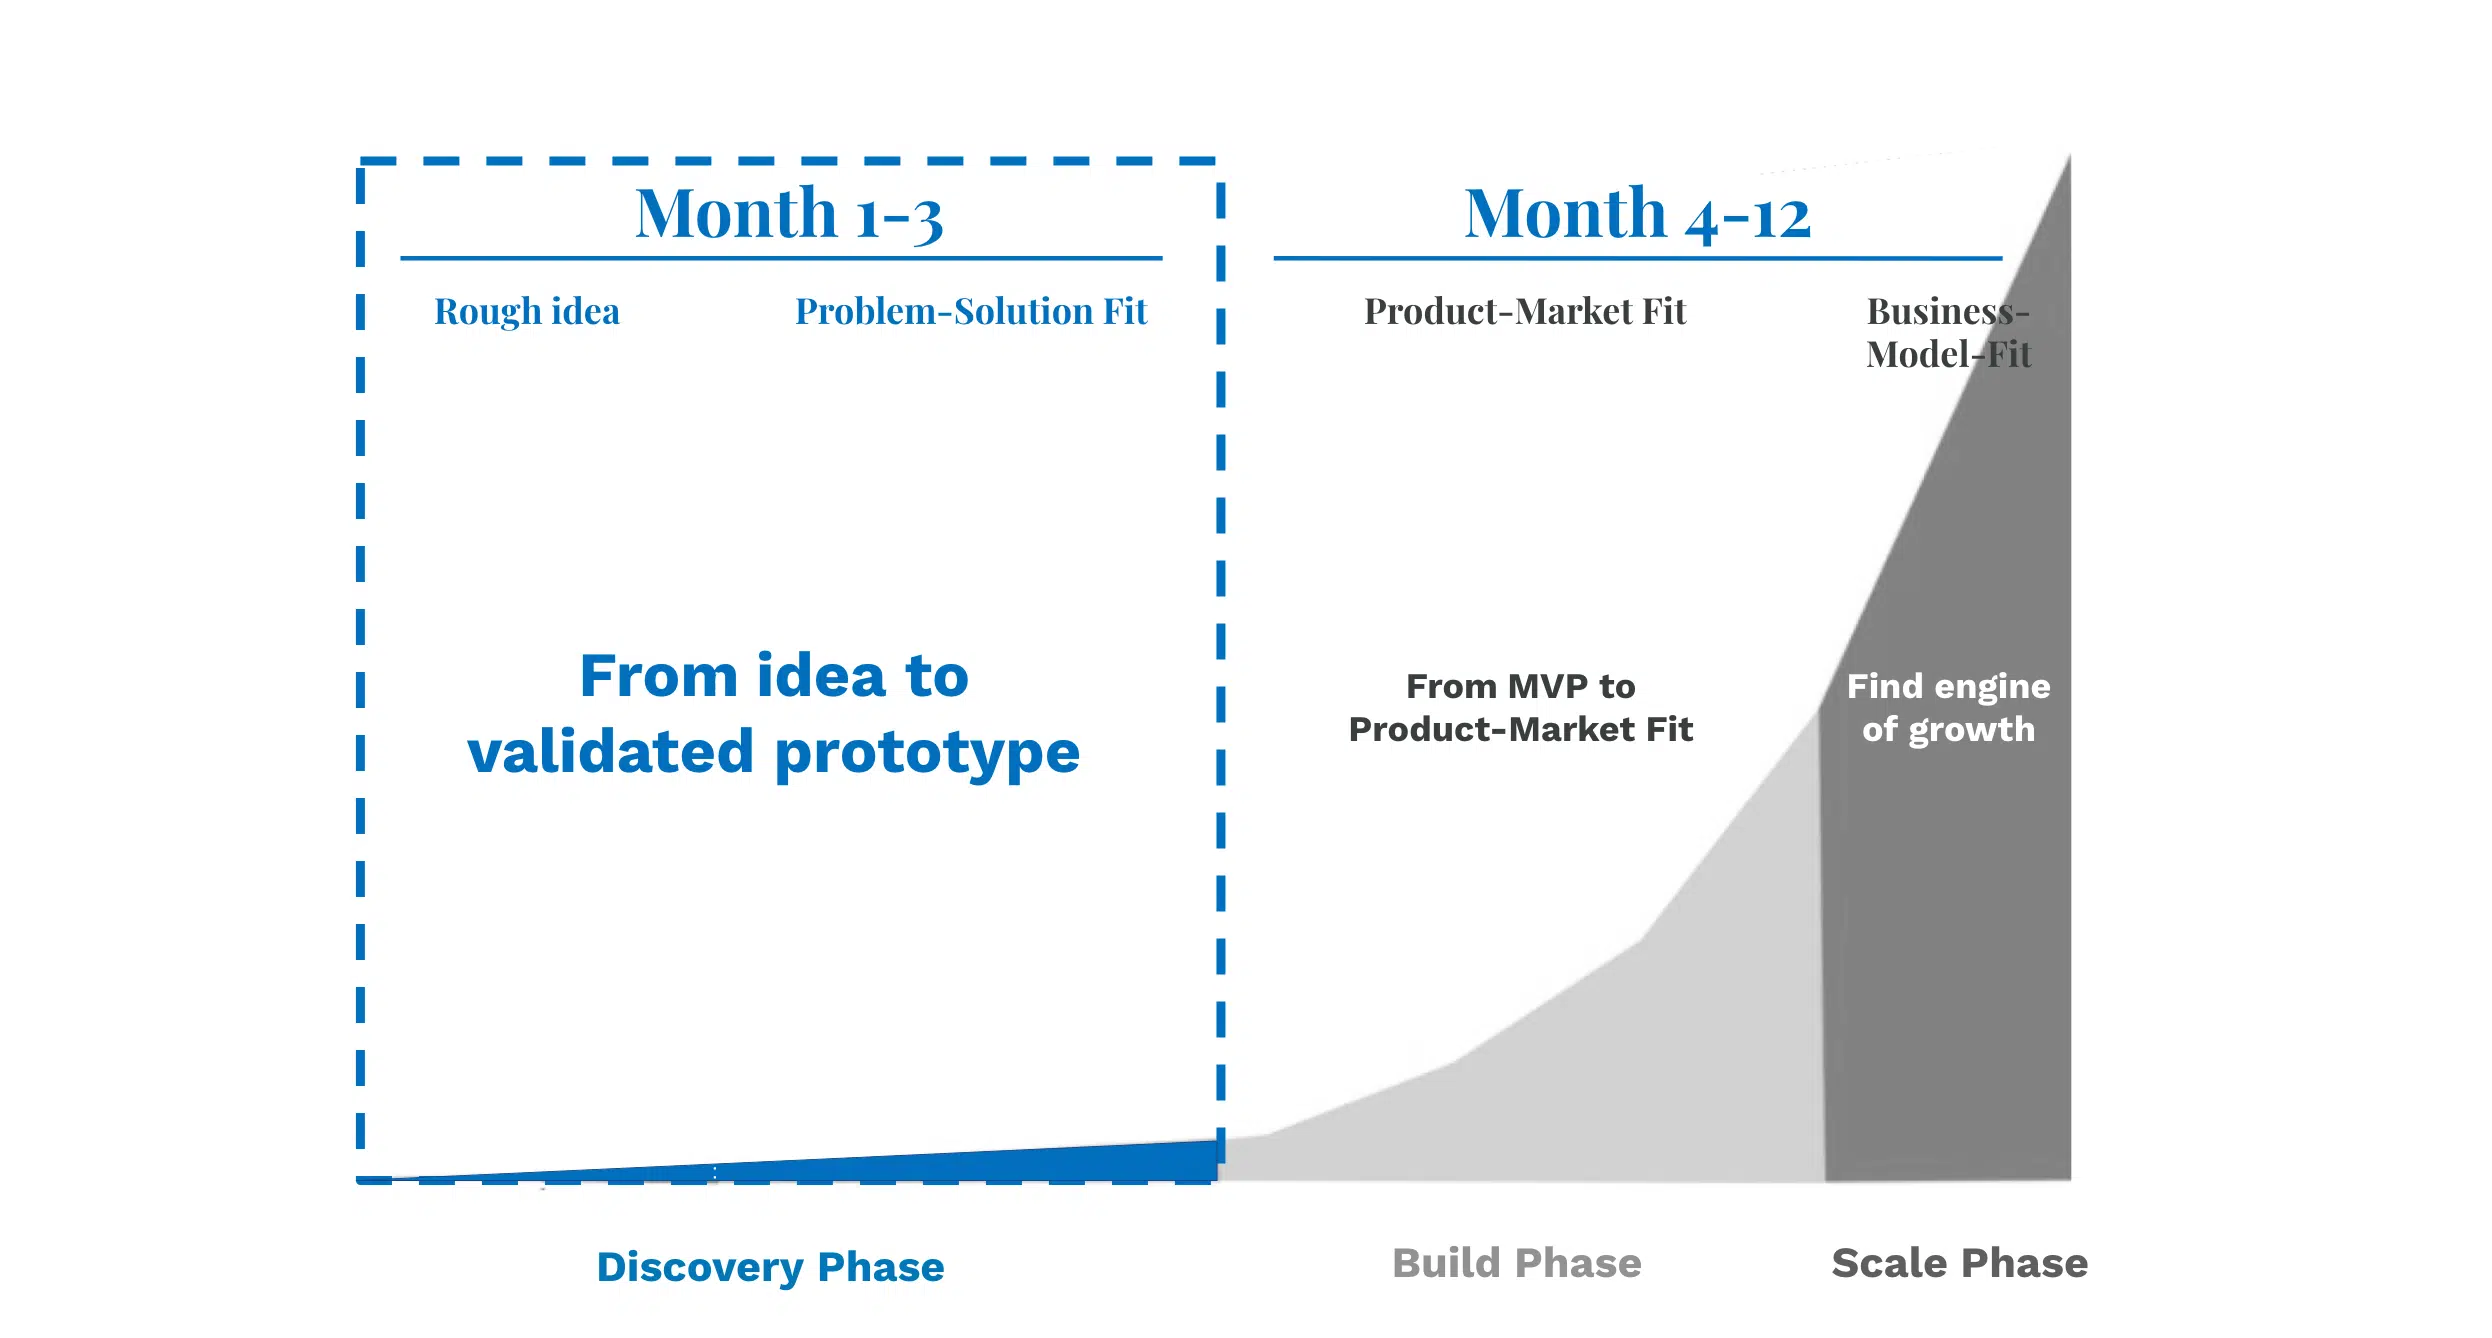 Month 1-3
Month 4-12
Rough idea
Problem-Solution Fit
Product-Market Fit
Business-
Model-Fit
From idea to
validated prototype
From MVP to
Product-Market Fit
Find engine
of growth
Discovery Phase
Build Phase
Scale Phase